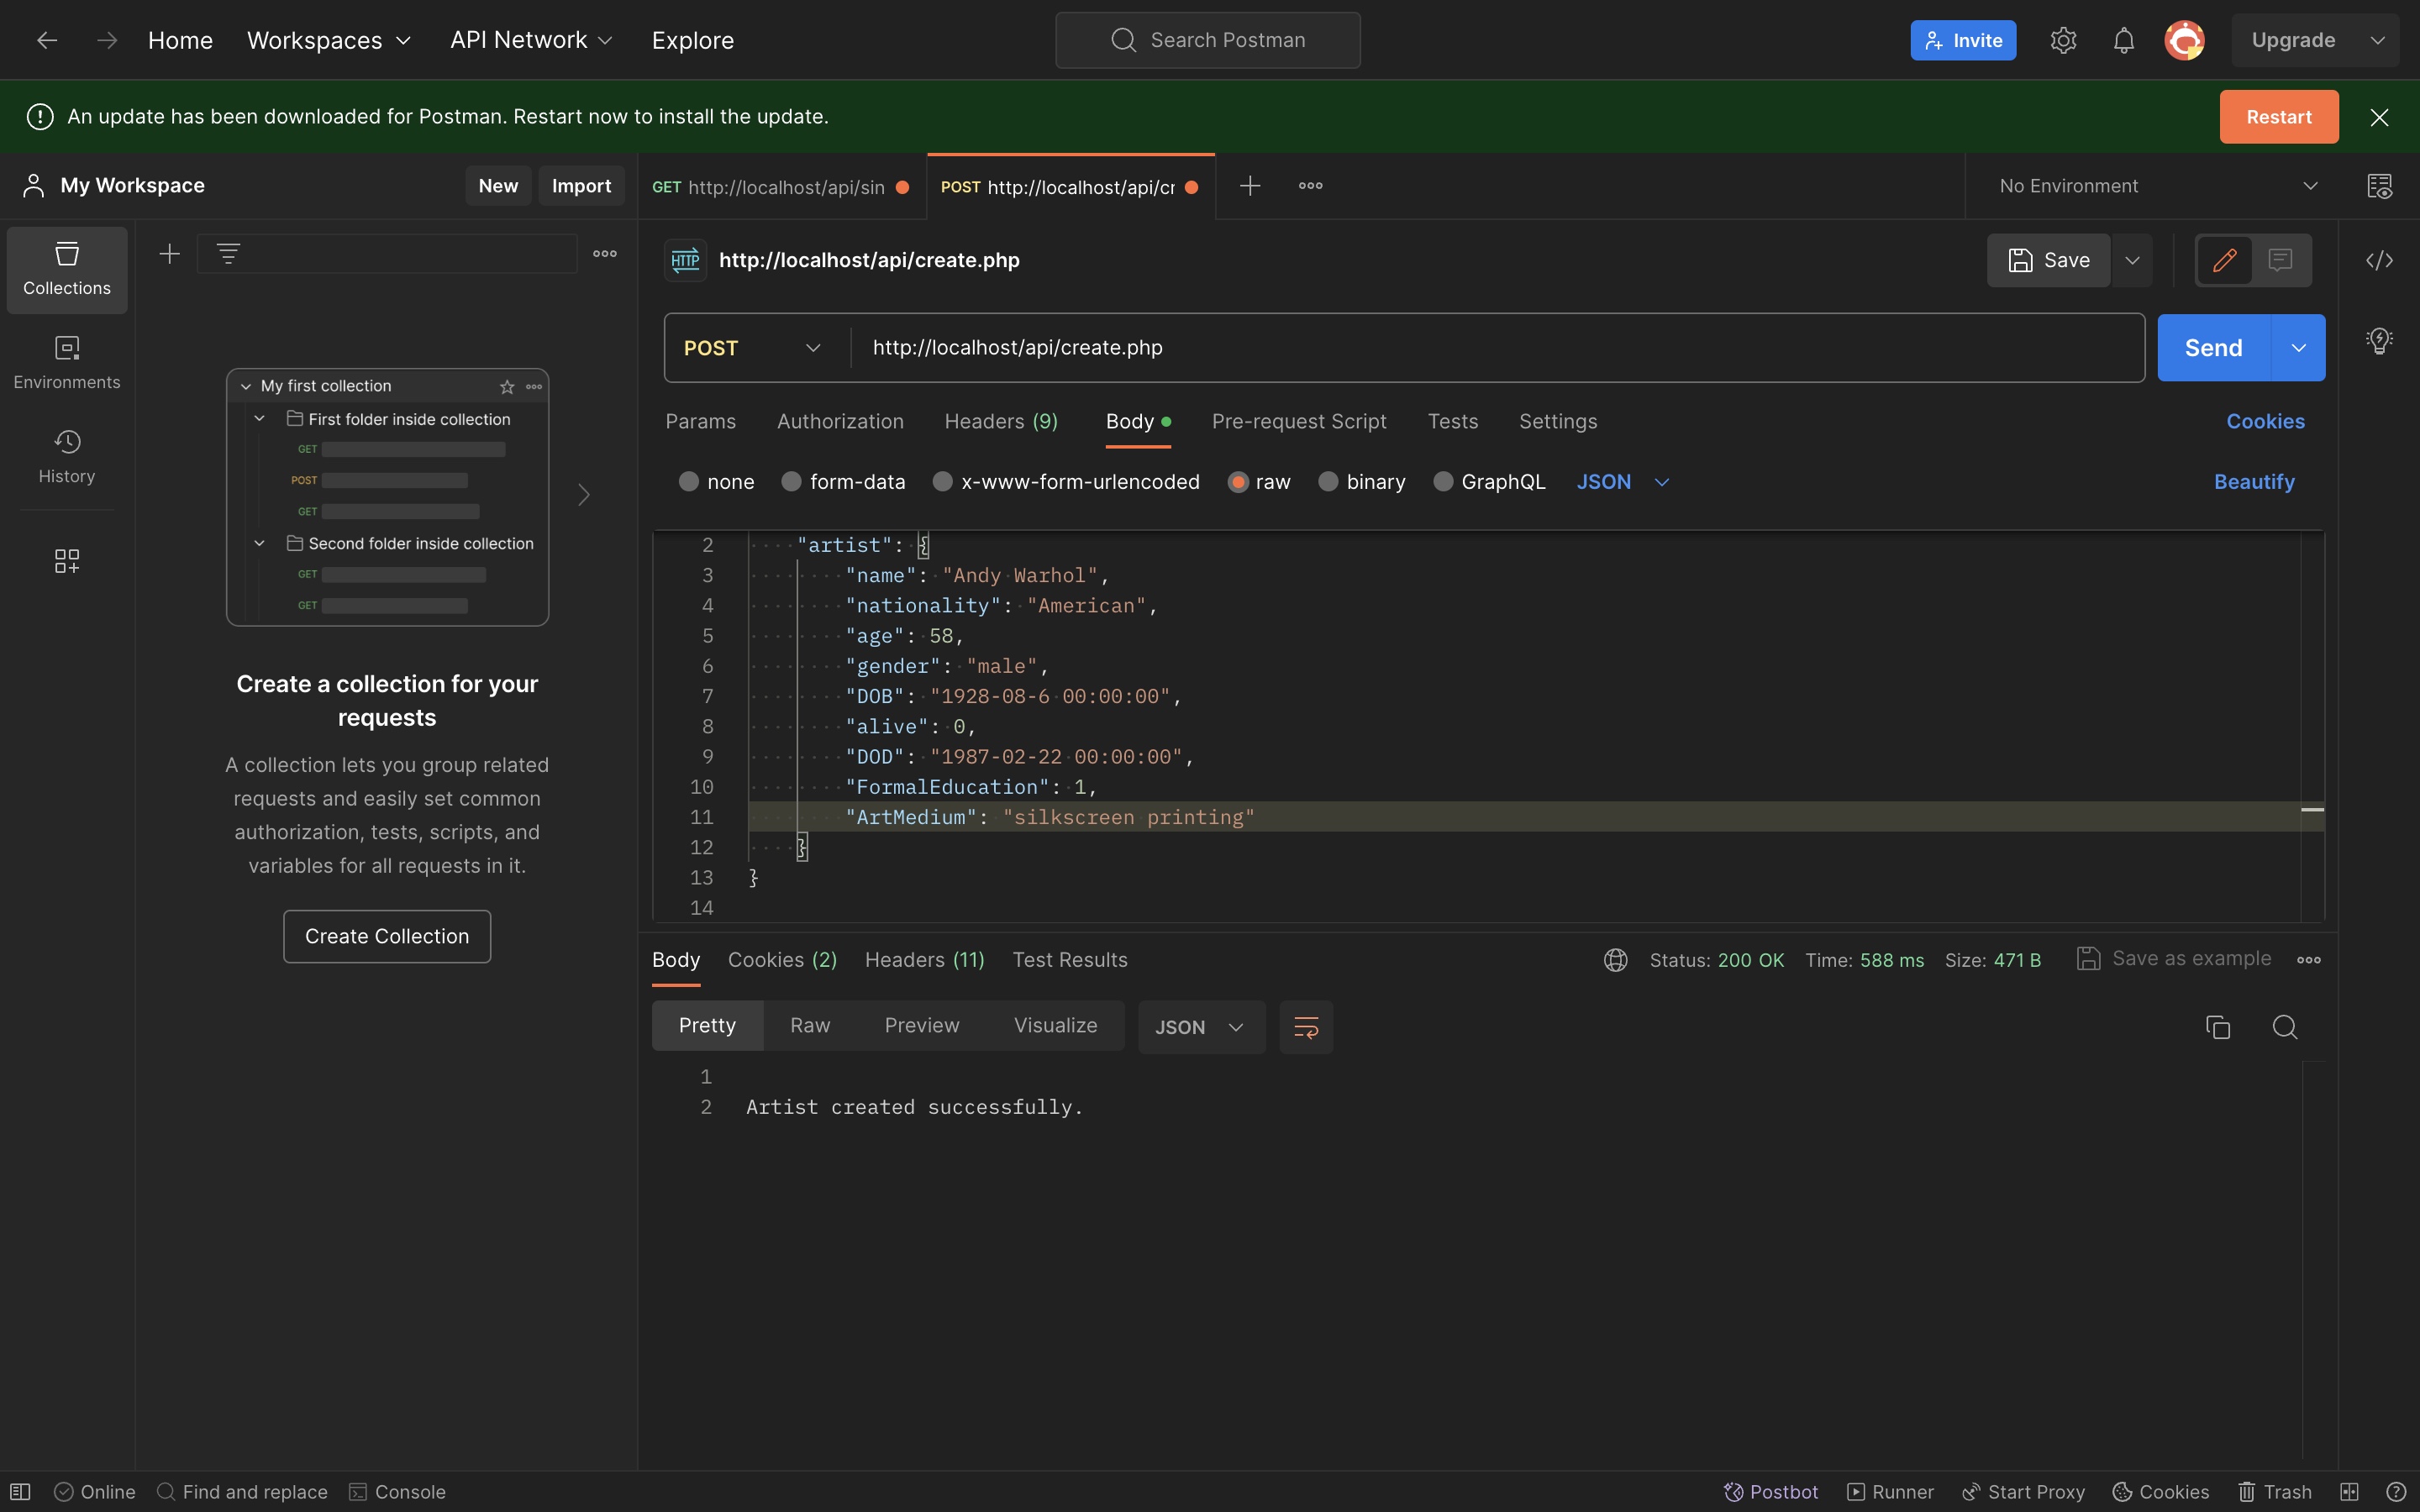 Home Workspaces API Network Explore Search Postman Invite Upgrade
An update has been downloaded for Postman. Restart now to install the update. Restart
My Workspace New Import GET http://localhost/api/sin POST http://localhost/api/cr No Environment
Collections
Environments
History
My first collection
First folder inside collection
GET
POST
GET
Second folder inside collection
GET
GET
Create a collection for your
requests
A collection lets you group related
requests and easily set common
authorization, tests, scripts, and
variables for all requests in it.
Create Collection
HTTP http://localhost/api/create.php Save
POST http://localhost/api/create.php Send
Params Authorization Headers (9) Body Pre-request Script Tests Settings Cookies
none form-data x-www-form-urlencoded raw binary GraphQL JSON Beautify
2 "artist": {
3 "name": "Andy Warhol",
4 "nationality": "American",
5 "age": 58,
6 "gender": "male",
7 "DOB": "1928-08-6 00:00:00",
8 "alive": 0,
9 "DOD": "1987-02-22 00:00:00",
10 "FormalEducation": 1,
11 "ArtMedium": "silkscreen printing"
12 }
13 }
14
Body Cookies (2) Headers (11) Test Results Status: 200 OK Time: 588 ms Size: 471 B Save as example
Pretty Raw Preview Visualize JSON
1
2 Artist created successfully.
Online Find and replace Console Postbot Runner Start Proxy Cookies Trash